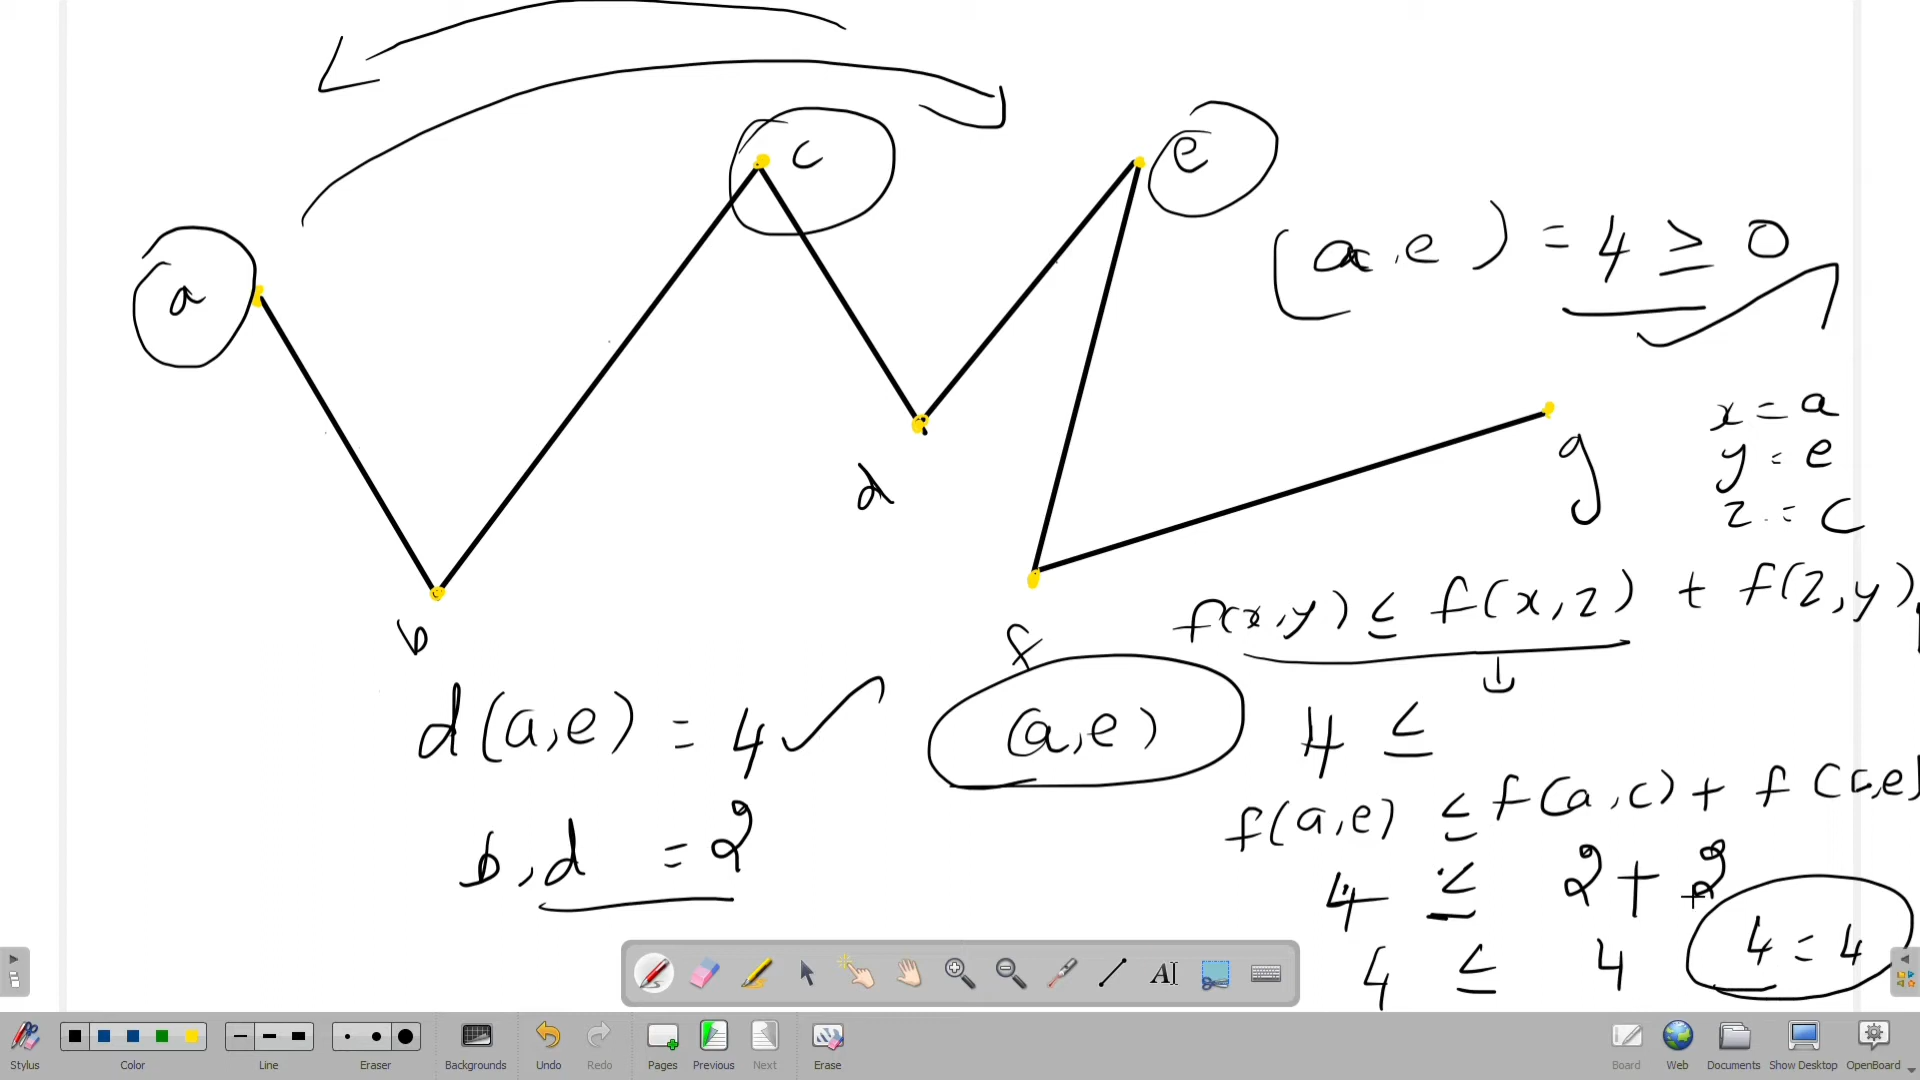 c
e
a
(a,e) = 4 ≥ 0
x = a
y = e
z = c
g
d
b
f
f(x,y) ≤ f(x,z) + f(z,y)
d(a,e) = 4 ✓
(a,e)
4 ≤
f(a,e) ≤ f(a,c) + f(c,e)
b,d = 2
4 ≤ 2 + 2
4 ≤ 4
4 = 4
Stylus
Color
Line
Eraser
Backgrounds
Undo
Redo
Pages
Previous
Next
Erase
Board
Web
Documents
Show Desktop
OpenBoard